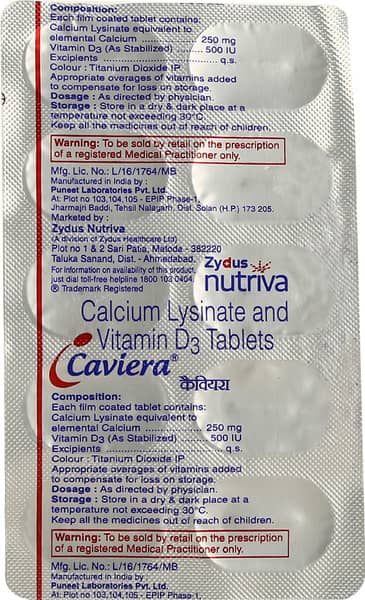 Composition:
Each film coated tablet contains:
Calcium Lysinate equivalent to
elemental Calcium .................. 250 mg
Vitamin D3 (As Stabilized) ......... 500 IU
Excipients ........................................ q.s.
Colour : Titanium Dioxide IP.
Appropriate overages of vitamins added
to compensate for loss on storage.
Dosage : As directed by physician.
Storage : Store in a dry & dark place at a
temperature not exceeding 30°C.
Keep all the medicines out of reach of children.
Warning: To be sold by retail on the prescription
of a registered Medical Practitioner only.
Mfg. Lic. No.: L/16/1764/MB
Manufactured in India by :
Puneet Laboratories Pvt. Ltd.
At: Plot no 103,104,105 - EPIP Phase-1,
Jharmajri Baddi, Tehsil Nalagarh, Dist. Solan (H.P.) 173 205.
Marketed by :
Zydus Nutriva
(A division of Zydus Healthcare Ltd)
Plot no 1 & 2 Sari Patia, Matoda - 382220
Taluka Sanand, Dist. - Ahmedabad.
For Information on availability of this product,
just dial toll-free helpline 1800 103 0404
® Trademark Registered
Zydus
nutriva
Calcium Lysinate and
Vitamin D3 Tablets
Caviera®
कैवियरा
Composition:
Each film coated tablet contains:
Calcium Lysinate equivalent to
elemental Calcium .................. 250 mg
Vitamin D3 (As Stabilized) ......... 500 IU
Excipients ........................................ q.s.
Colour : Titanium Dioxide IP
Appropriate overages of vitamins added
to compensate for loss on storage.
Dosage : As directed by physician.
Storage : Store in a dry & dark place at a
temperature not exceeding 30°C.
Keep all the medicines out of reach of children.
Warning: To be sold by retail on the prescription
of a registered Medical Practitioner only.
Mfg. Lic. No.: L/16/1764/MB
Manufactured in India by
Puneet Laboratories Pvt. Ltd.
At: Plot no 103,104,105 - EPIP Phase-1,